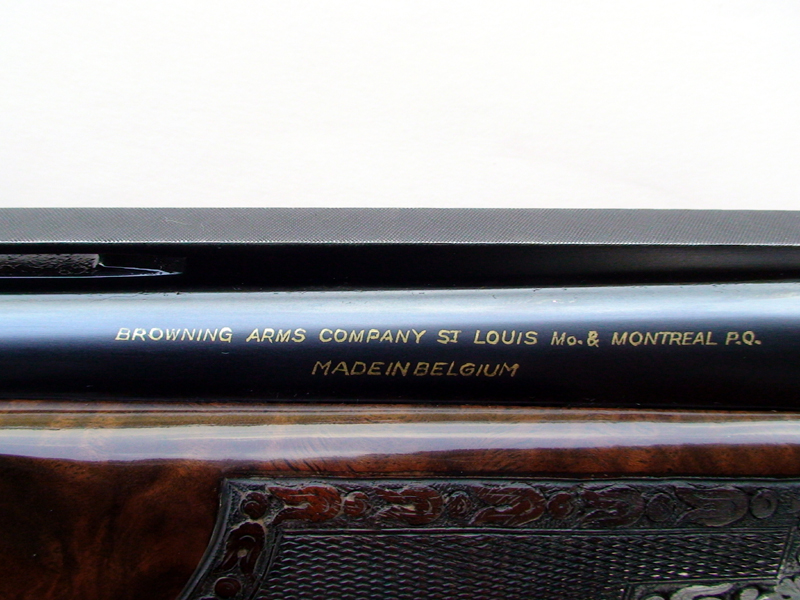 BROWNING ARMS COMPANY ST LOUIS Mo. & MONTREAL P.Q.
MADE IN BELGIUM